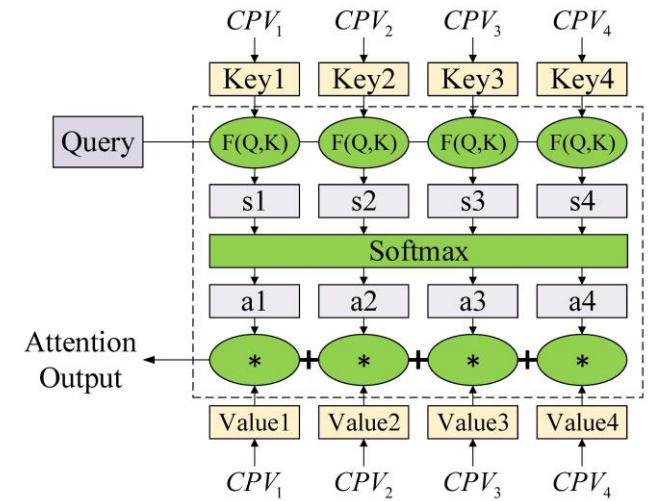 CPV₁ CPV₂ CPV₃ CPV₄
Key1 Key2 Key3 Key4
Query F(Q,K) F(Q,K) F(Q,K) F(Q,K)
s1 s2 s3 s4
Softmax
a1 a2 a3 a4
Attention
Output
* + * + * + *
Value1 Value2 Value3 Value4
CPV₁ CPV₂ CPV₃ CPV₄